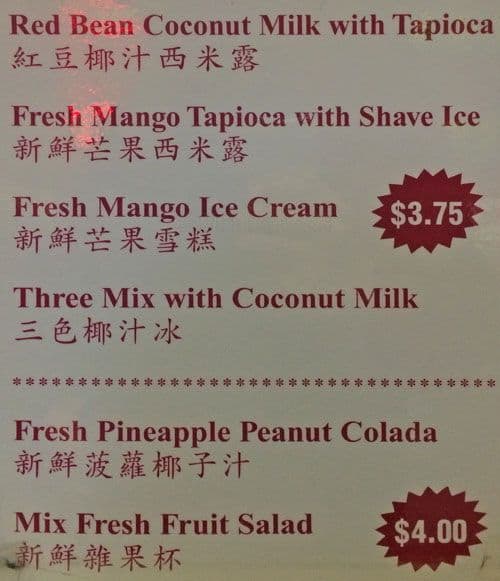 Red Bean Coconut Milk with Tapioca
紅豆椰汁西米露
Fresh Mango Tapioca with Shave Ice
新鮮芒果西米露
Fresh Mango Ice Cream
新鮮芒果雪糕
$3.75
Three Mix with Coconut Milk
三色椰汁冰
******************************************
Fresh Pineapple Peanut Colada
新鮮菠蘿椰子汁
Mix Fresh Fruit Salad
新鮮雜果杯
$4.00